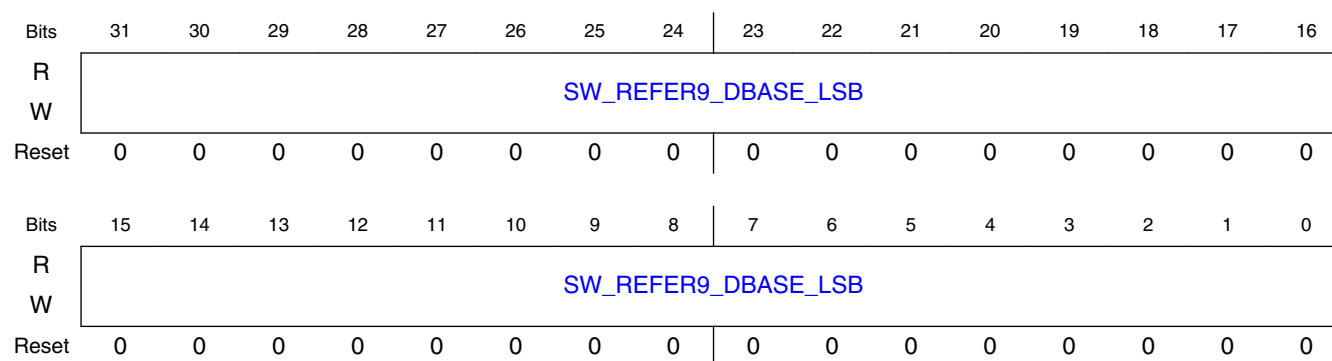 Bits 31 30 29 28 27 26 25 24 23 22 21 20 19 18 17 16
R
SW_REFER9_DBASE_LSB
W
Reset 0 0 0 0 0 0 0 0 0 0 0 0 0 0 0 0
Bits 15 14 13 12 11 10 9 8 7 6 5 4 3 2 1 0
R
SW_REFER9_DBASE_LSB
W
Reset 0 0 0 0 0 0 0 0 0 0 0 0 0 0 0 0